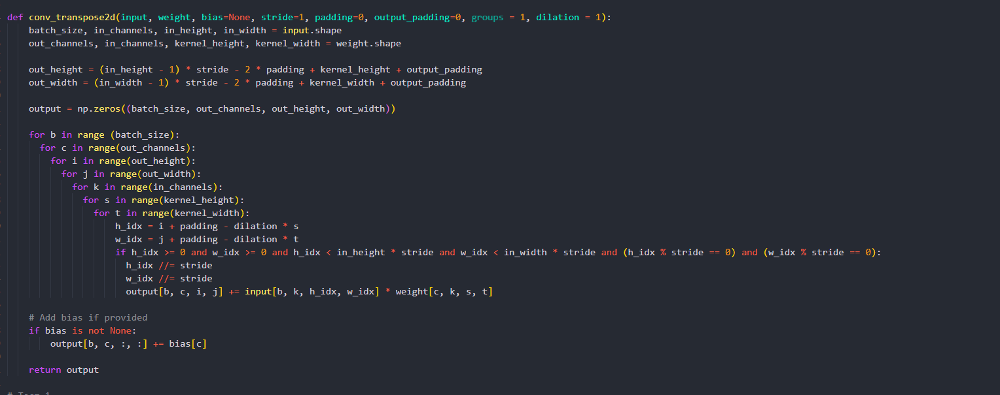 def conv_transpose2d(input, weight, bias=None, stride=1, padding=0, output_padding=0, groups = 1, dilation = 1):
batch_size, in_channels, in_height, in_width = input.shape
out_channels, in_channels, kernel_height, kernel_width = weight.shape
out_height = (in_height - 1) * stride - 2 * padding + kernel_height + output_padding
out_width = (in_width - 1) * stride - 2 * padding + kernel_width + output_padding
output = np.zeros((batch_size, out_channels, out_height, out_width))
for b in range (batch_size):
for c in range(out_channels):
for i in range(out_height):
for j in range(out_width):
for k in range(in_channels):
for s in range(kernel_height):
for t in range(kernel_width):
h_idx = i + padding - dilation * s
w_idx = j + padding - dilation * t
if h_idx >= 0 and w_idx >= 0 and h_idx < in_height * stride and w_idx < in_width * stride and (h_idx % stride == 0) and (w_idx % stride == 0):
h_idx //= stride
w_idx //= stride
output[b, c, i, j] += input[b, k, h_idx, w_idx] * weight[c, k, s, t]
# Add bias if provided
if bias is not None:
output[b, c, :, :] += bias[c]
return output